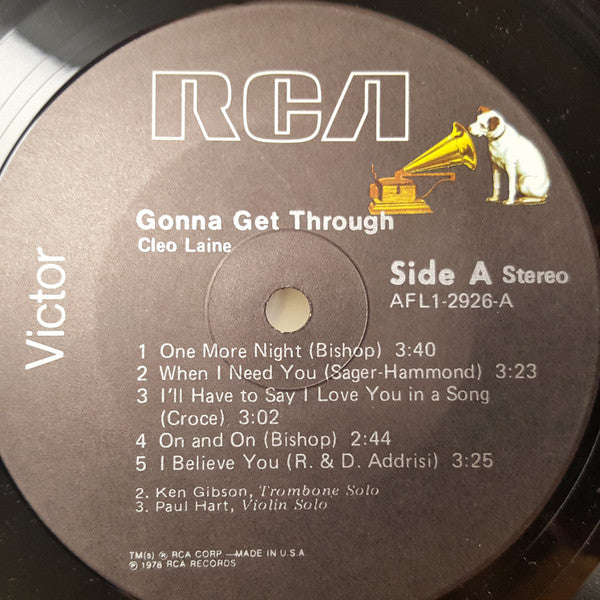 RCA
Victor
Gonna Get Through
Cleo Laine
Side A Stereo
AFL1-2926-A
1 One More Night (Bishop) 3:40
2 When I Need You (Sager-Hammond) 3:23
3 I'll Have to Say I Love You in a Song
(Croce) 3:02
4 On and On (Bishop) 2:44
5 I Believe You (R. & D. Addrisi) 3:25
2. Ken Gibson, Trombone Solo
3. Paul Hart, Violin Solo
TM(s) ® RCA CORP —MADE IN U.S.A
℗ 1978 RCA RECORDS